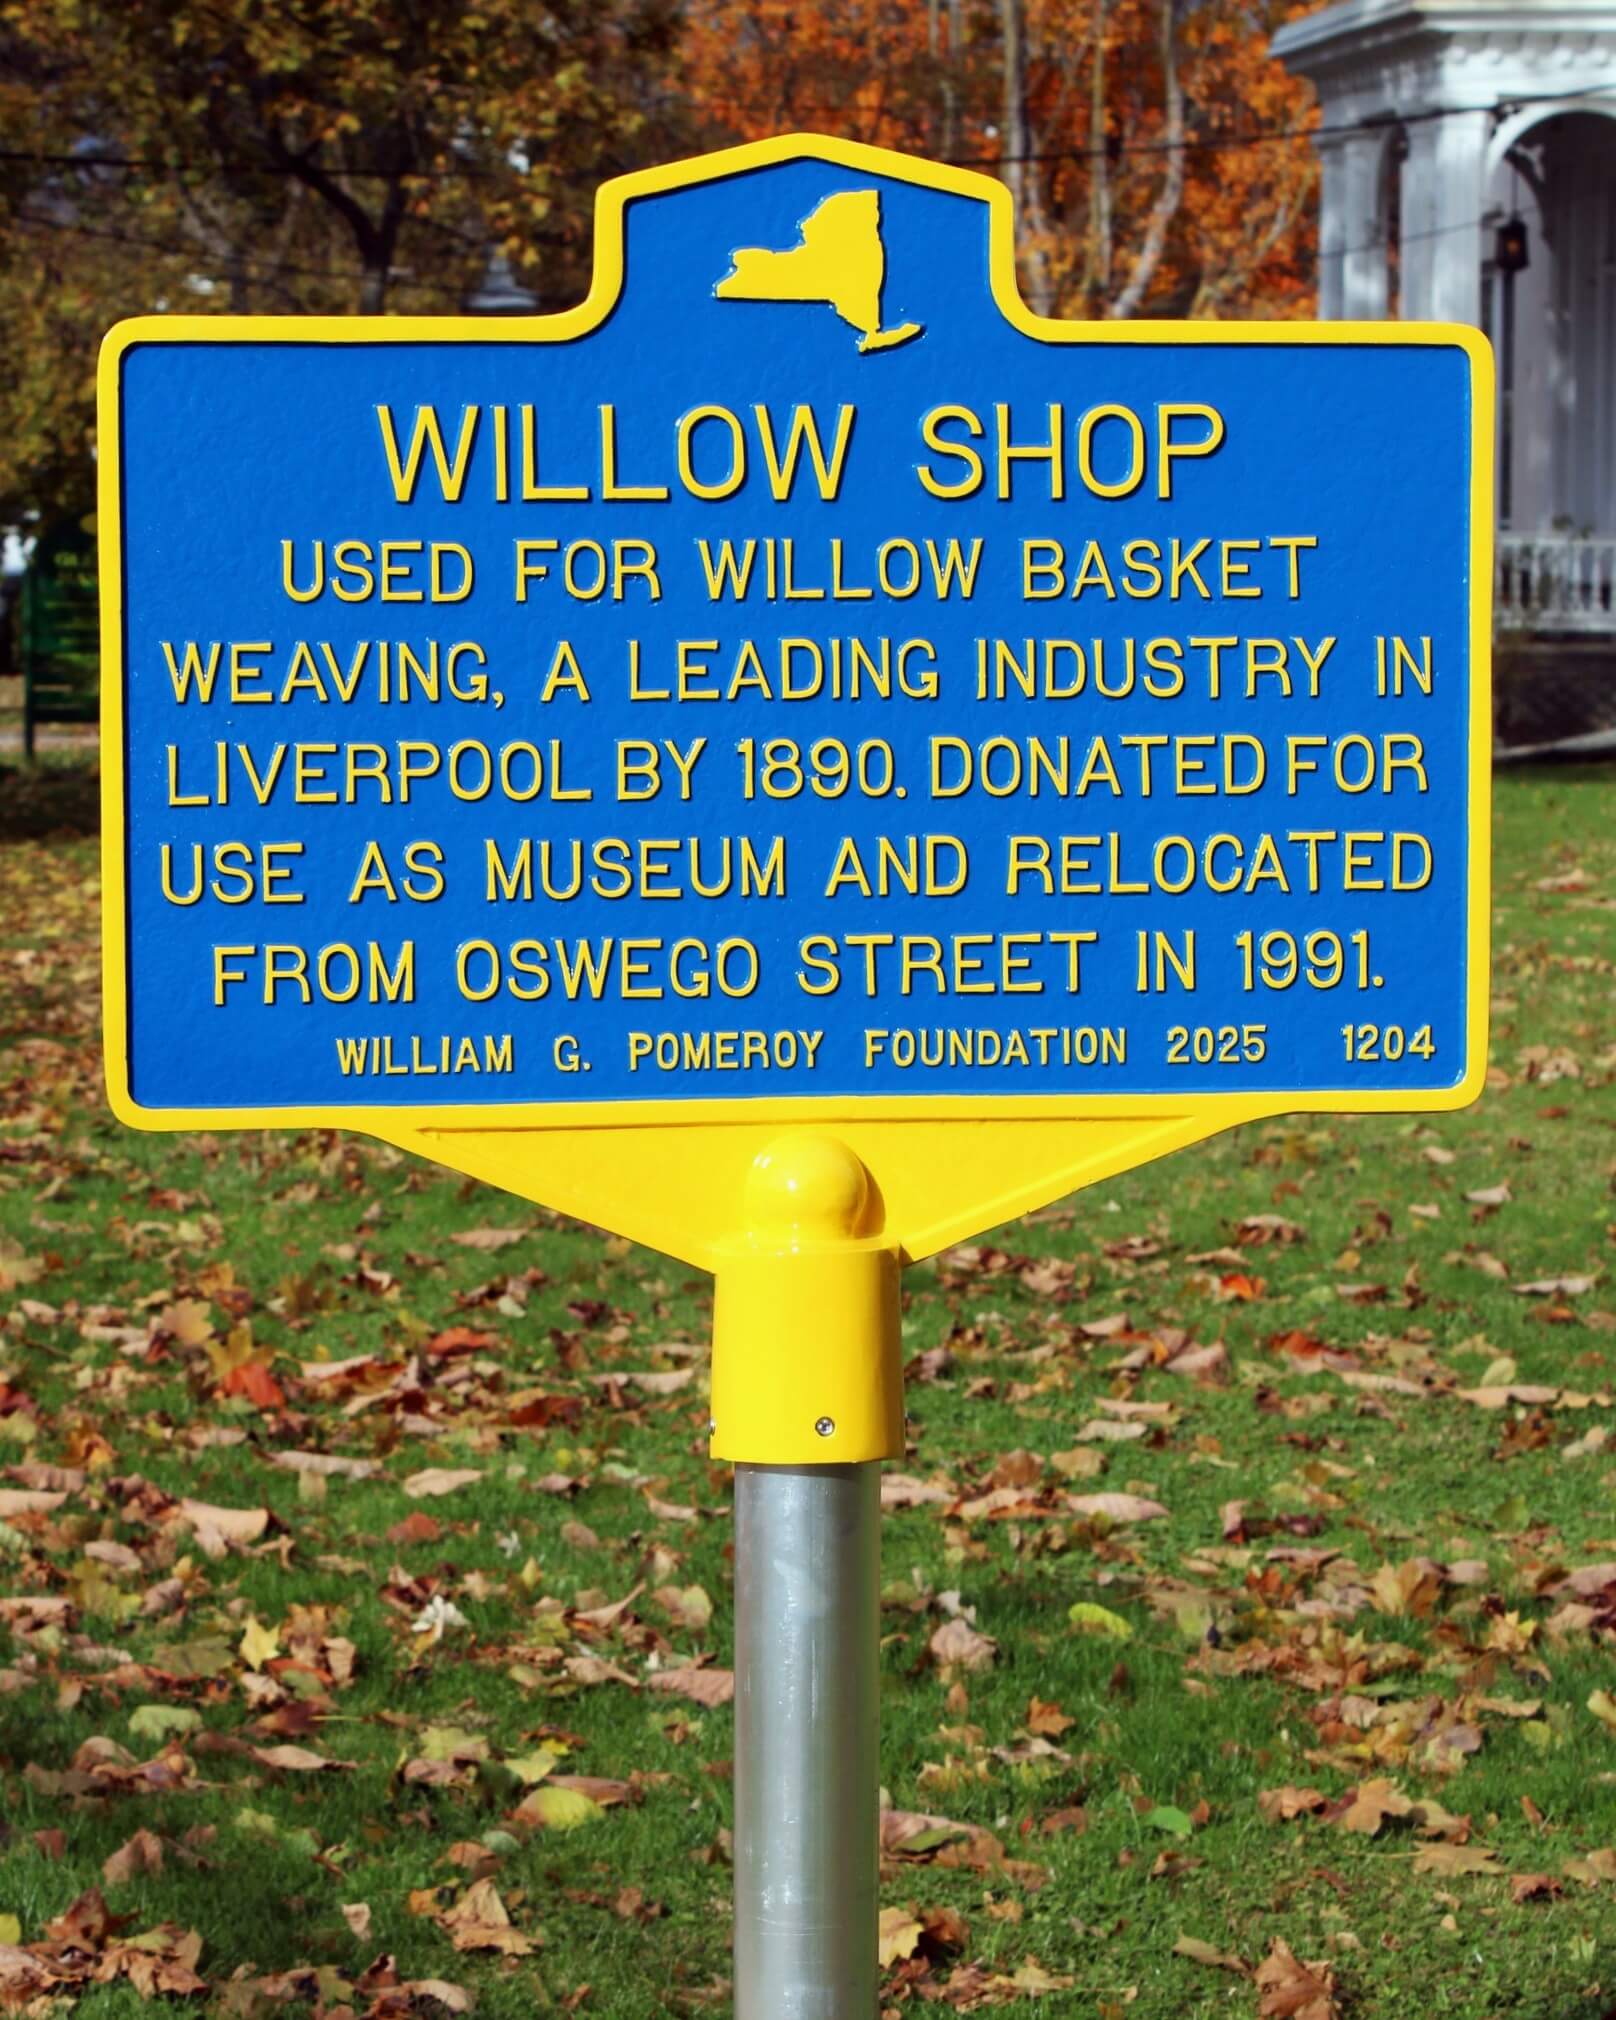 WILLOW SHOP
USED FOR WILLOW BASKET
WEAVING, A LEADING INDUSTRY IN
LIVERPOOL BY 1890. DONATED FOR
USE AS MUSEUM AND RELOCATED
FROM OSWEGO STREET IN 1991.
WILLIAM G. POMEROY FOUNDATION 2025 1204